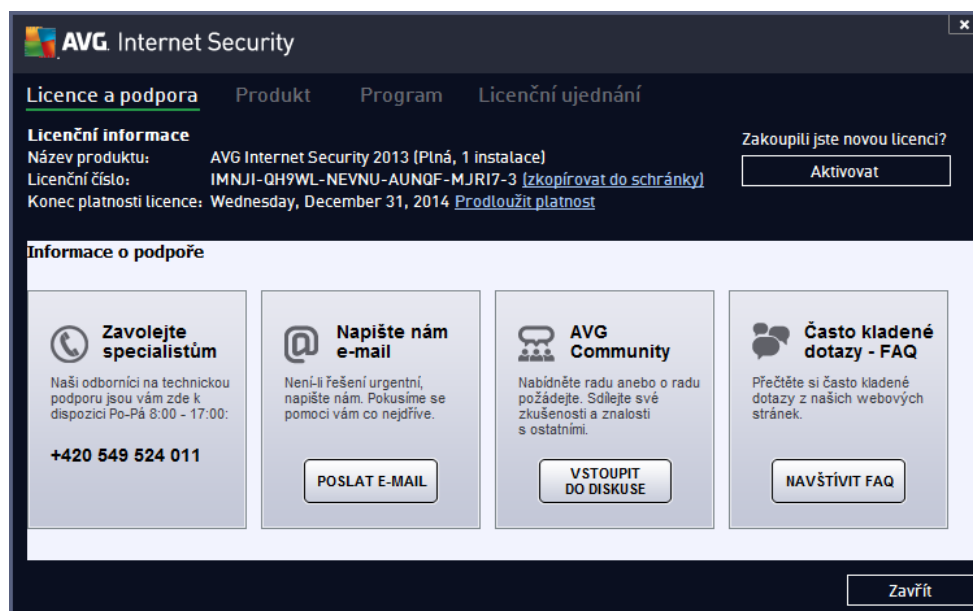 AVG. Internet Security
Licence a podpora Produkt Program Licenční ujednání
Licenční informace
Název produktu: AVG Internet Security 2013 (Plná, 1 instalace)
Licenční číslo: IMNJI-QH9WL-NEVNU-AUNQF-MJRI7-3 (zkopírovat do schránky)
Konec platnosti licence: Wednesday, December 31, 2014 Prodloužit platnost
Zakoupili jste novou licenci?
Aktivovat
Informace o podpoře
Zavolejte
specialistům
Naši odborníci na technickou
podporu jsou vám zde k
dispozici Po-Pá 8:00 - 17:00:
+420 549 524 011
Napište nám
e-mail
Není-li řešení urgentní,
napište nám. Pokusíme se
pomoci vám co nejdříve.
POSLAT E-MAIL
AVG
Community
Nabídněte radu anebo o radu
požádejte. Sdílejte své
zkušenosti a znalosti
s ostatními.
VSTOUPIT
DO DISKUSE
Často kladené
dotazy - FAQ
Přečtěte si často kladené
dotazy z našich webových
stránek.
NAVŠTÍVIT FAQ
Zavřít